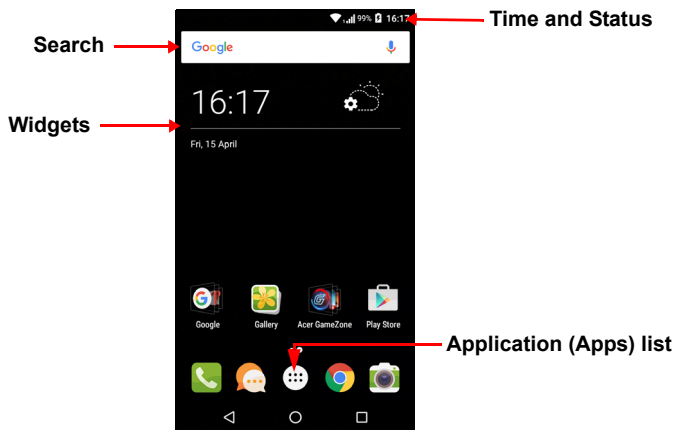 99% 16:17
Time and Status
Search
Google
16:17
Widgets
Fri, 15 April
Google Gallery Acer GameZone Play Store
Application (Apps) list